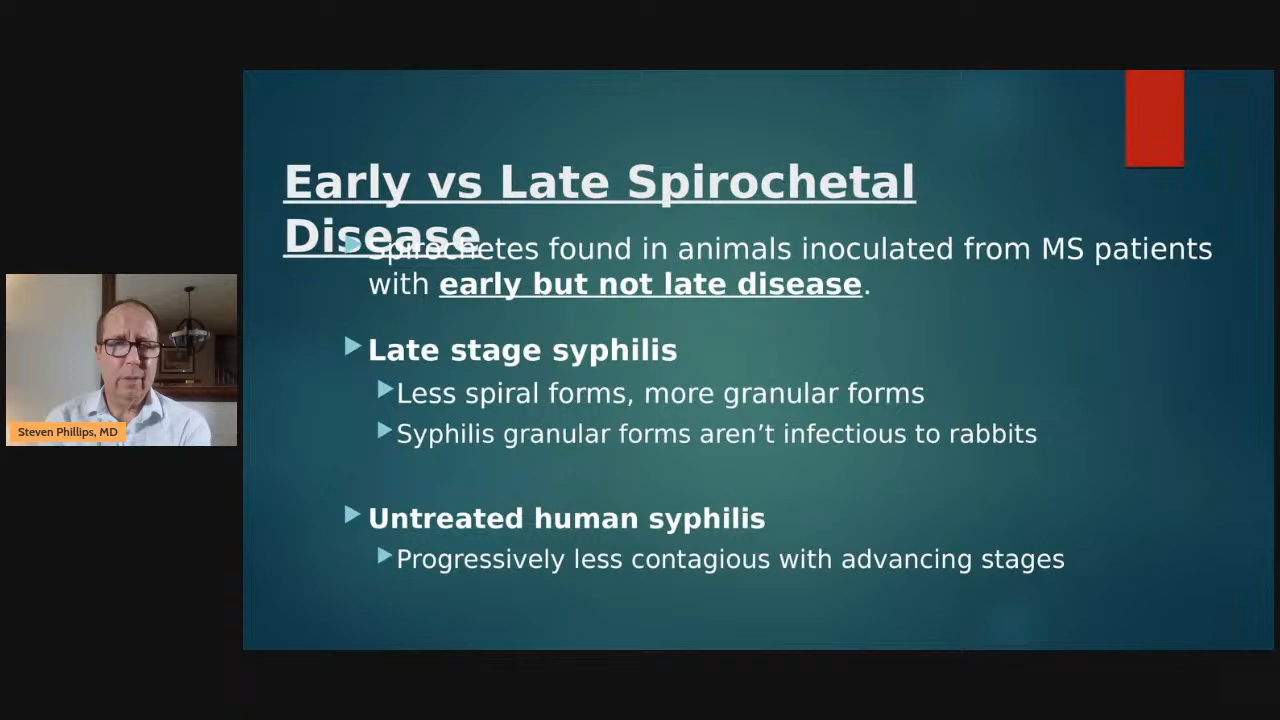 Early vs Late Spirochetal
Disease
Spirochetes found in animals inoculated from MS patients
with early but not late disease.
Late stage syphilis
Less spiral forms, more granular forms
Syphilis granular forms aren’t infectious to rabbits
Untreated human syphilis
Progressively less contagious with advancing stages
Steven Phillips, MD